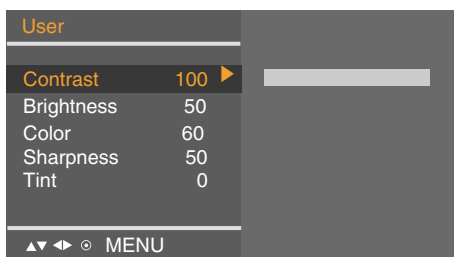 User
Contrast 100
Brightness 50
Color 60
Sharpness 50
Tint 0
MENU